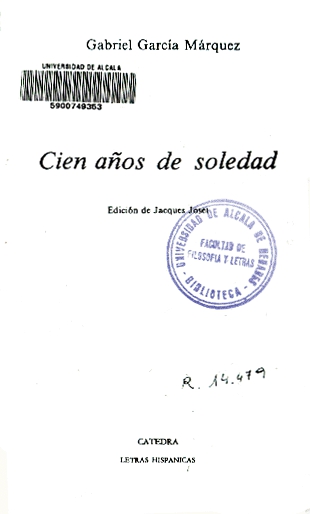 Gabriel García Márquez
UNIVERSIDAD DE ALCALA
5900749353
Cien años de soledad
Edición de Jacques Joset
UNIVERSIDAD DE ALCALA DE HENARES
FACULTAD DE
FILOSOFIA Y LETRAS
BIBLIOTECA
R. 14.479
CATEDRA
LETRAS HISPANICAS